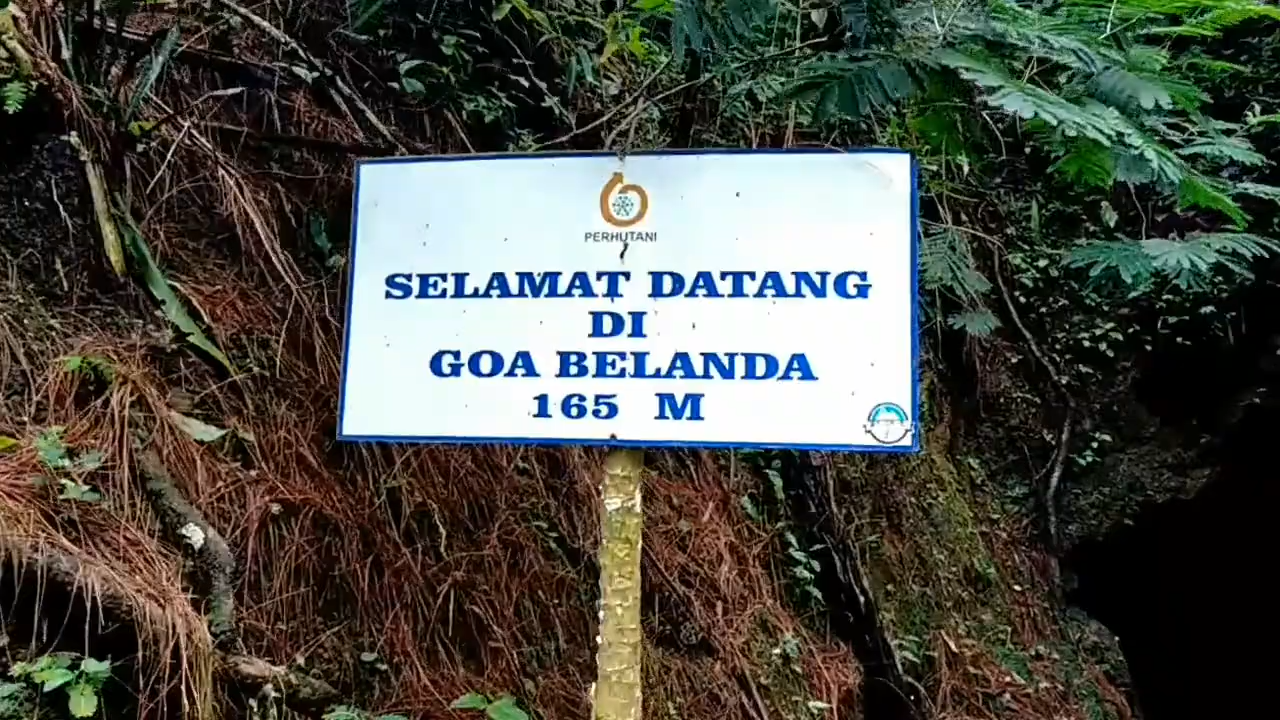 PERHUTANI
SELAMAT DATANG
DI
GOA BELANDA
165 M